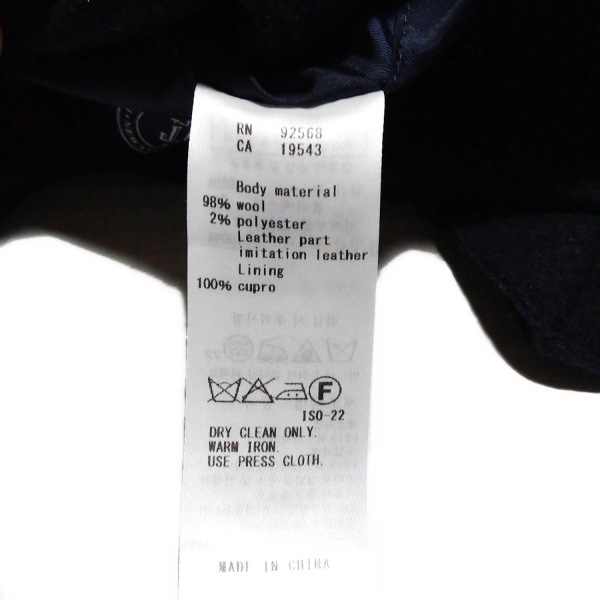 RN 92568
CA 19543
Body material
98% wool
2% polyester
Leather part
imitation leather
Lining
100% cupro
F
ISO-22
DRY CLEAN ONLY.
WARM IRON.
USE PRESS CLOTH.
MADE IN CHINA